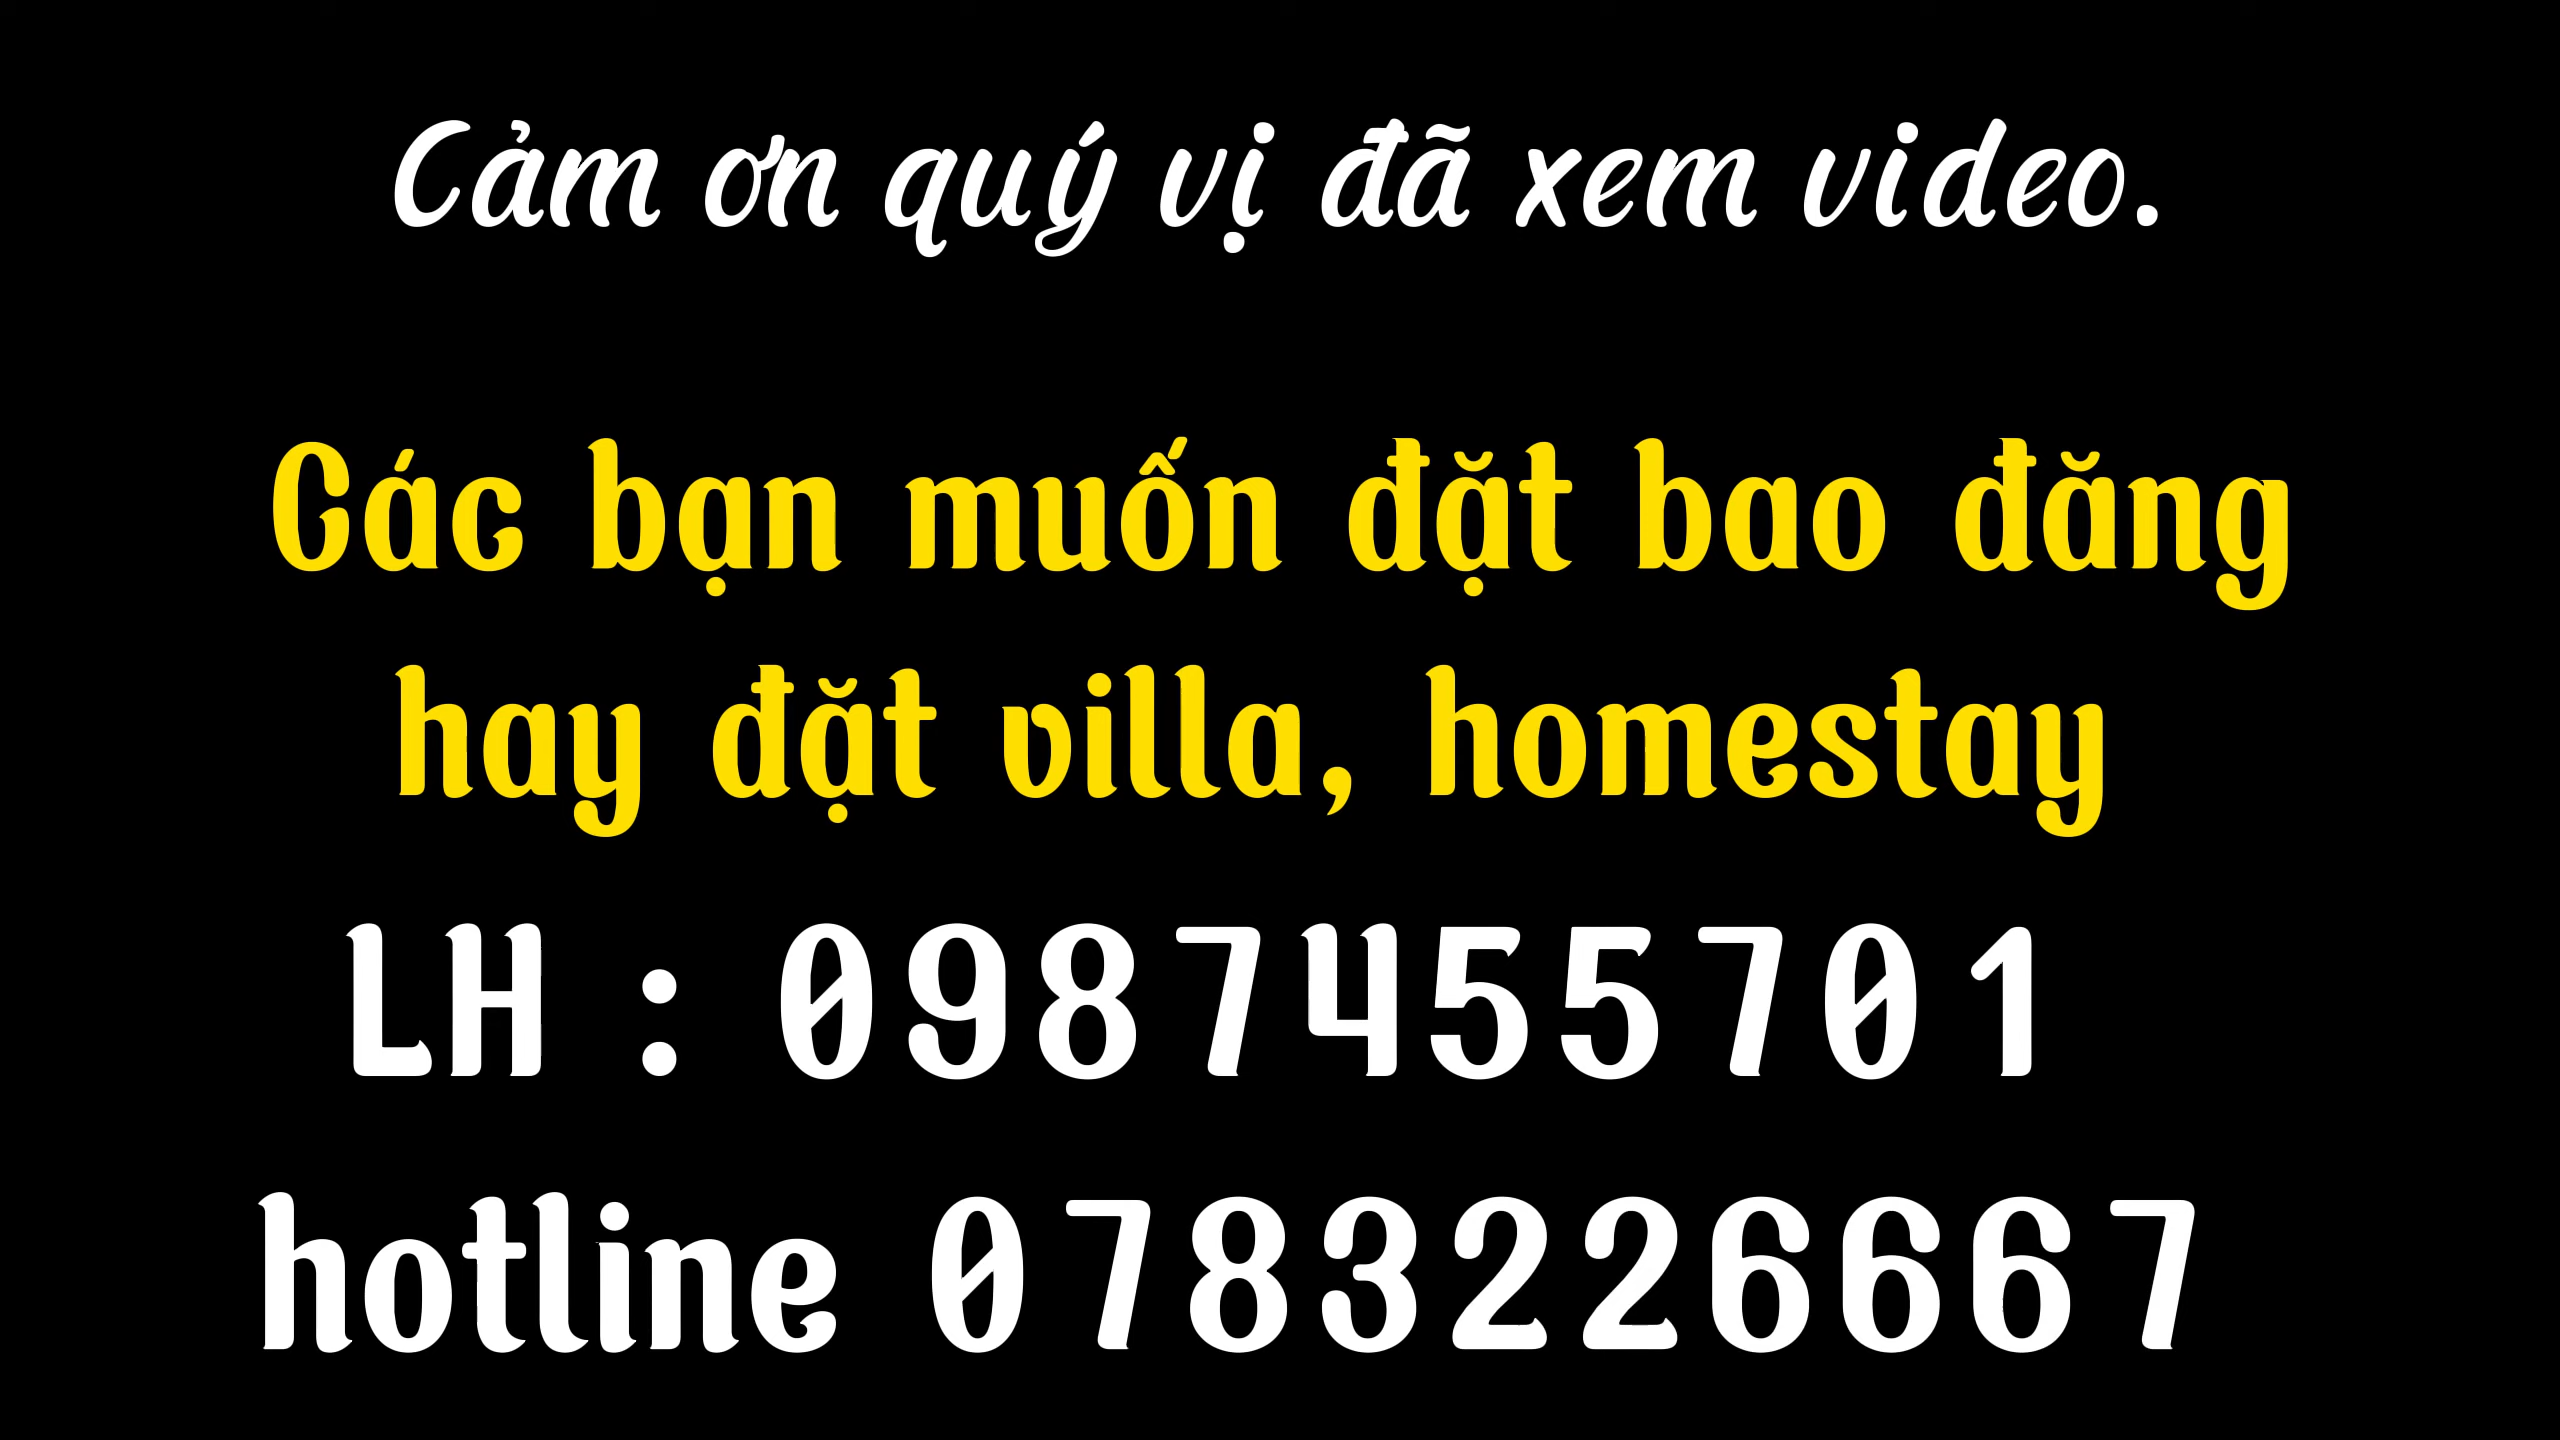 Cảm ơn quý vị đã xem video.
Các bạn muốn đặt bao đăng
hay đặt villa, homestay
LH : 0987455701
hotline 0783226667